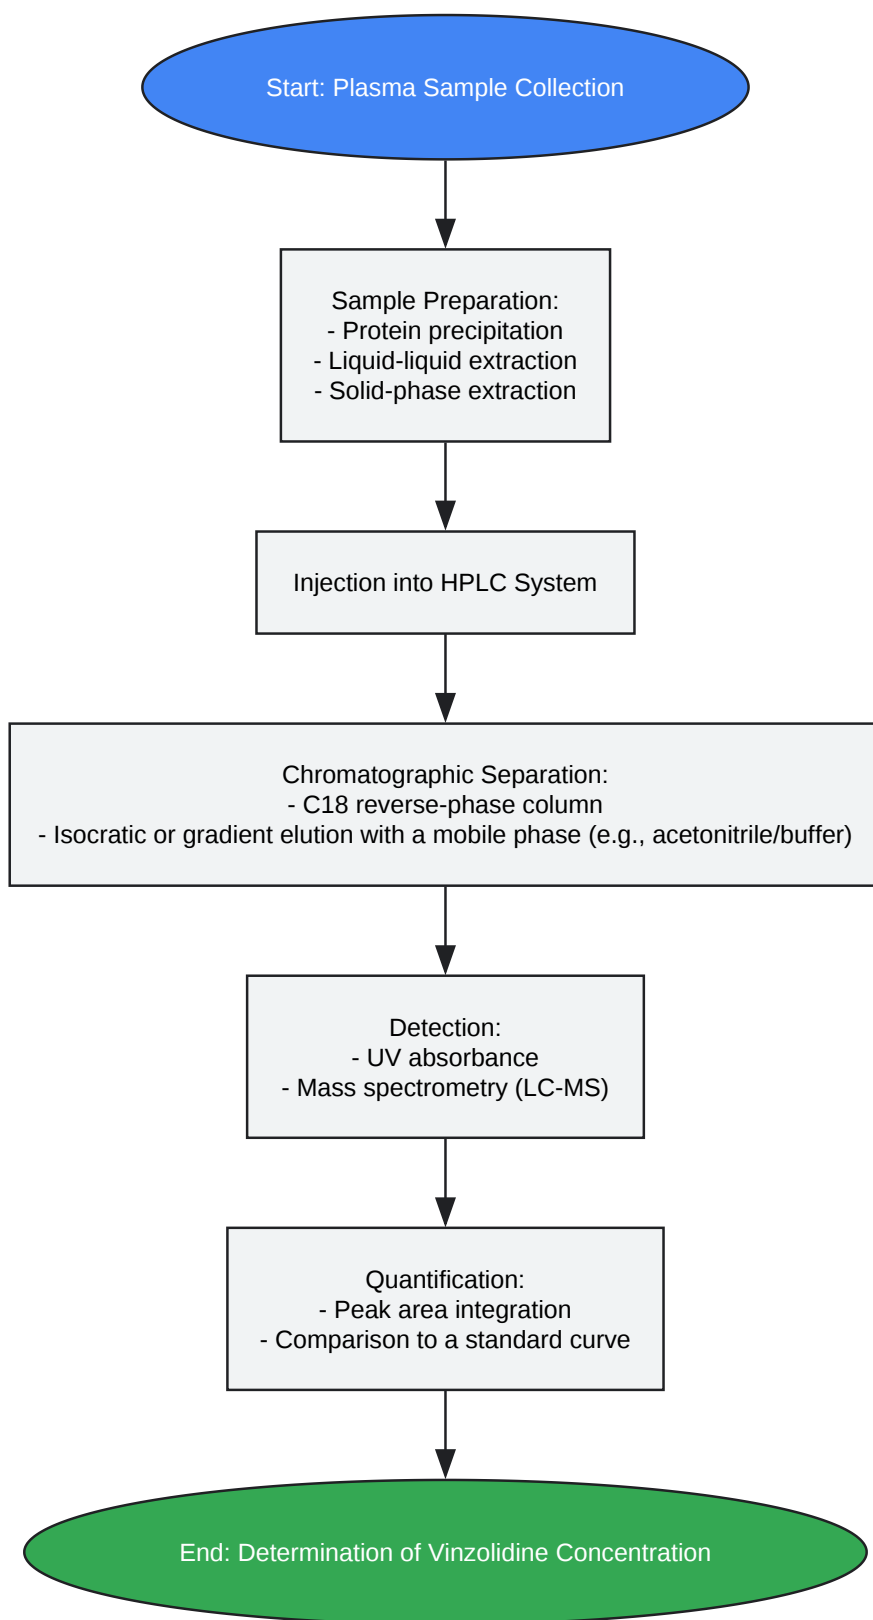 Start: Plasma Sample Collection
Sample Preparation:
- Protein precipitation
- Liquid-liquid extraction
- Solid-phase extraction
Injection into HPLC System
Chromatographic Separation:
- C18 reverse-phase column
- Isocratic or gradient elution with a mobile phase (e.g., acetonitrile/buffer)
Detection:
- UV absorbance
- Mass spectrometry (LC-MS)
Quantification:
- Peak area integration
- Comparison to a standard curve
End: Determination of Vinzolidine Concentration